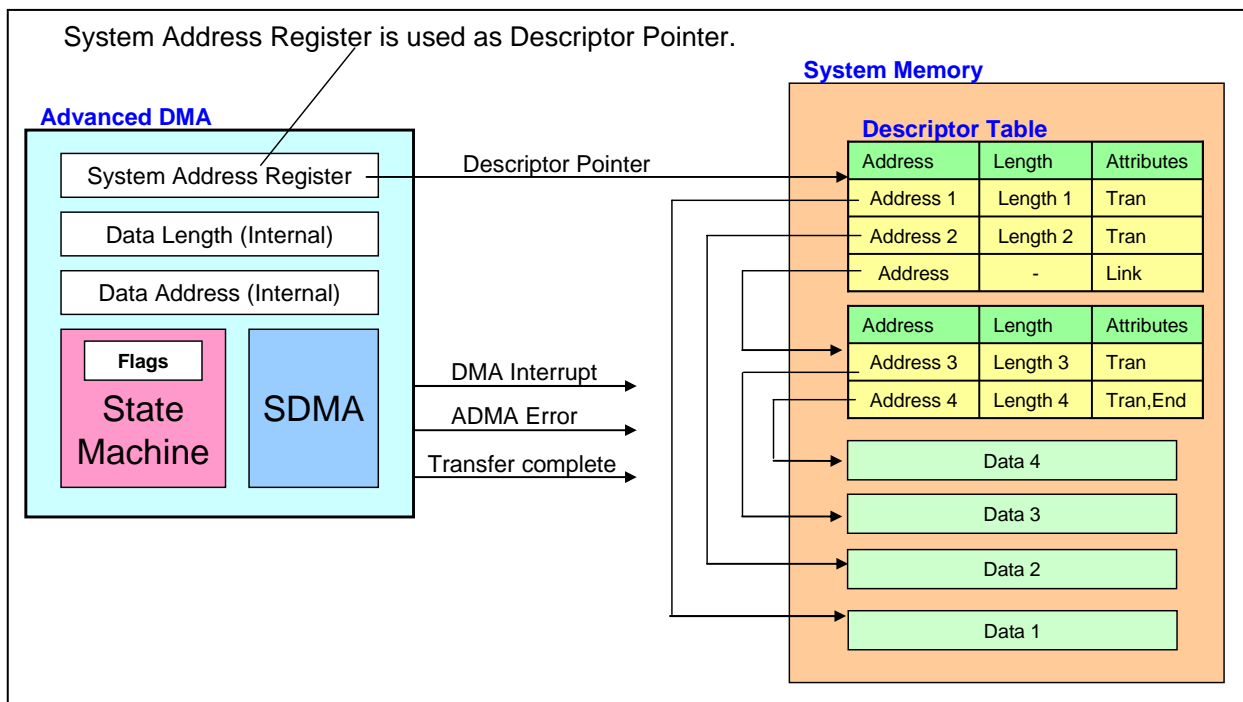 System Address Register is used as Descriptor Pointer.
Advanced DMA
System Address Register
Data Length (Internal)
Data Address (Internal)
Flags
State
Machine
SDMA
Descriptor Pointer
DMA Interrupt
ADMA Error
Transfer complete
System Memory
Descriptor Table
Address Length Attributes
Address 1 Length 1 Tran
Address 2 Length 2 Tran
Address - Link
Address Length Attributes
Address 3 Length 3 Tran
Address 4 Length 4 Tran,End
Data 4
Data 3
Data 2
Data 1